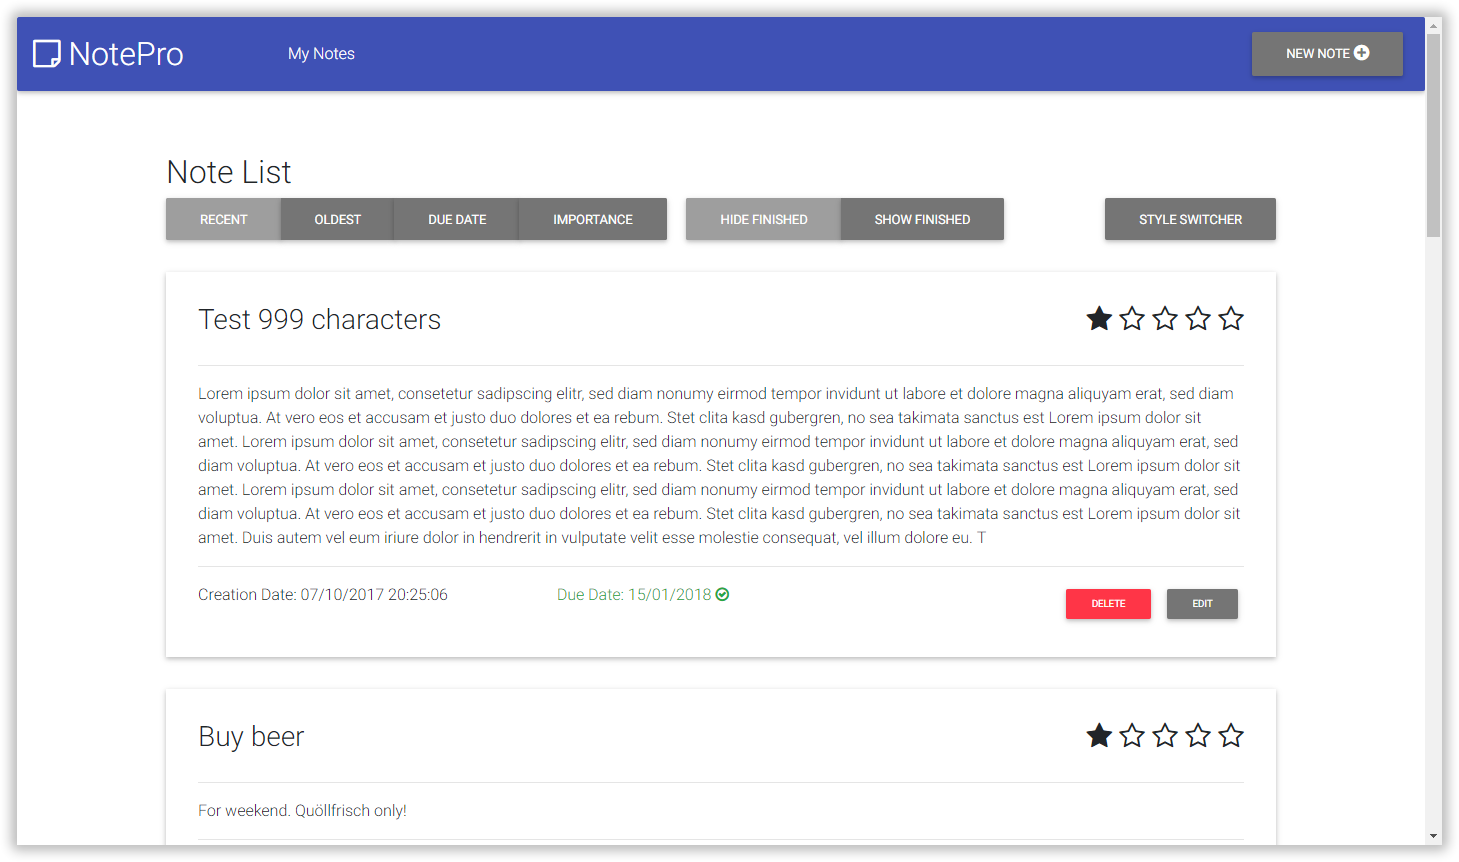 NotePro
My Notes
NEW NOTE
Note List
RECENT
OLDEST
DUE DATE
IMPORTANCE
HIDE FINISHED
SHOW FINISHED
STYLE SWITCHER
Test 999 characters
Lorem ipsum dolor sit amet, consetetur sadipscing elitr, sed diam nonumy eirmod tempor invidunt ut labore et dolore magna aliquyam erat, sed diam
voluptua. At vero eos et accusam et justo duo dolores et ea rebum. Stet clita kasd gubergren, no sea takimata sanctus est Lorem ipsum dolor sit
amet. Lorem ipsum dolor sit amet, consetetur sadipscing elitr, sed diam nonumy eirmod tempor invidunt ut labore et dolore magna aliquyam erat, sed
diam voluptua. At vero eos et accusam et justo duo dolores et ea rebum. Stet clita kasd gubergren, no sea takimata sanctus est Lorem ipsum dolor sit
amet. Lorem ipsum dolor sit amet, consetetur sadipscing elitr, sed diam nonumy eirmod tempor invidunt ut labore et dolore magna aliquyam erat, sed
diam voluptua. At vero eos et accusam et justo duo dolores et ea rebum. Stet clita kasd gubergren, no sea takimata sanctus est Lorem ipsum dolor sit
amet. Duis autem vel eum iriure dolor in hendrerit in vulputate velit esse molestie consequat, vel illum dolore eu. T
Creation Date: 07/10/2017 20:25:06
Due Date: 15/01/2018
DELETE
EDIT
Buy beer
For weekend. Quöllfrisch only!